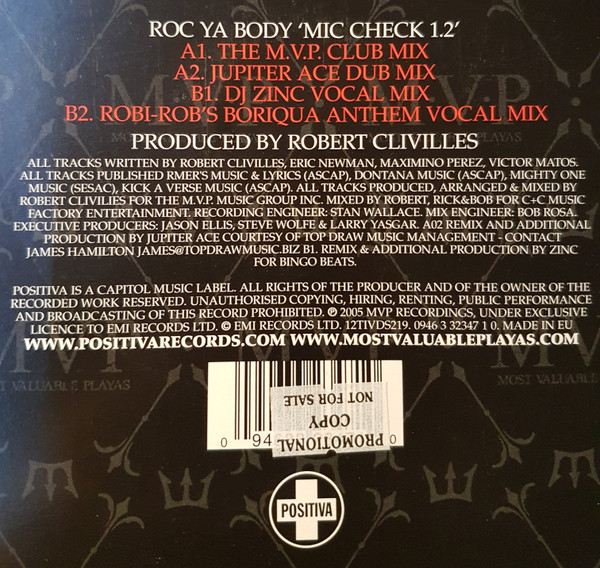 ROC YA BODY 'MIC CHECK 1.2'
A1. THE M.V.P. CLUB MIX
A2. JUPITER ACE DUB MIX
B1. DJ ZINC VOCAL MIX
B2. ROBI-ROB'S BORIQUA ANTHEM VOCAL MIX
PRODUCED BY ROBERT CLIVILLES
ALL TRACKS WRITTEN BY ROBERT CLIVILLES, ERIC NEWMAN, MAXIMINO PEREZ, VICTOR MATOS.
ALL TRACKS PUBLISHED RMER'S MUSIC & LYRICS (ASCAP), DONTANA MUSIC (ASCAP), MIGHTY ONE
MUSIC (SESAC), KICK A VERSE MUSIC (ASCAP). ALL TRACKS PRODUCED, ARRANGED & MIXED BY
ROBERT CLIVILIES FOR THE M.V.P. MUSIC GROUP INC. MIXED BY ROBERT, RICK&BOB FOR C+C MUSIC
FACTORY ENTERTAINMENT. RECORDING ENGINEER: STAN WALLACE. MIX ENGINEER: BOB ROSA.
EXECUTIVE PRODUCERS: JASON ELLIS, STEVE WOLFE & LARRY YASGAR. A02 REMIX AND ADDITIONAL
PRODUCTION BY JUPITER ACE COURTESY OF TOP DRAW MUSIC MANAGEMENT - CONTACT
JAMES HAMILTON JAMES@TOPDRAWMUSIC.BIZ B1. REMIX & ADDITIONAL PRODUCTION BY ZINC
FOR BINGO BEATS.
POSITIVA IS A CAPITOL MUSIC LABEL. ALL RIGHTS OF THE PRODUCER AND OF THE OWNER OF THE
RECORDED WORK RESERVED. UNAUTHORISED COPYING, HIRING, RENTING, PUBLIC PERFORMANCE
AND BROADCASTING OF THIS RECORD PROHIBITED. ℗ 2005 MVP RECORDINGS, UNDER EXCLUSIVE
LICENCE TO EMI RECORDS LTD. © EMI RECORDS LTD. 12TIVDS219. 0946 3 32347 1 0. MADE IN EU
WWW.POSITIVARECORDS.COM WWW.MOSTVALUABLEPLAYAS.COM
MOST VALUABLE PLAYAS
PROMOTIONAL
COPY
NOT FOR SALE
0 94 0
POSITIVA